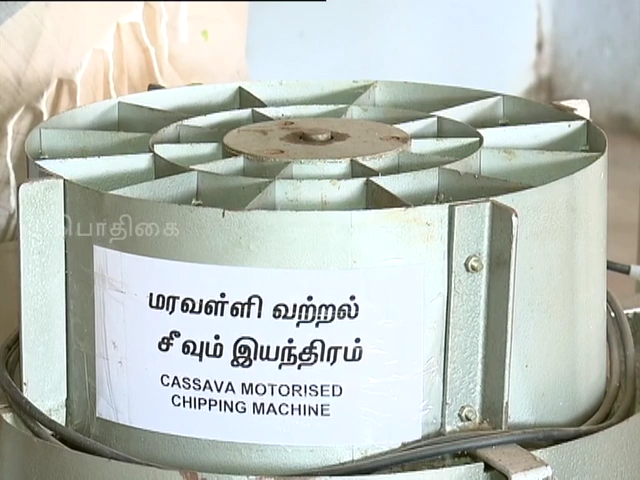 பொதிகை
மரவள்ளி வற்றல்
சீவும் இயந்திரம்
CASSAVA MOTORISED
CHIPPING MACHINE